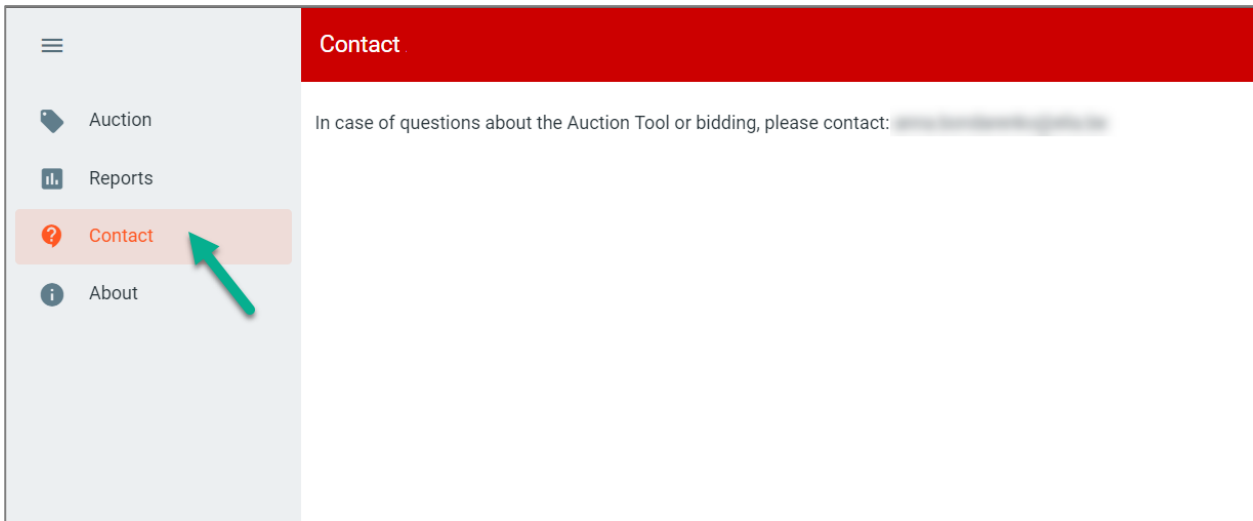 Contact
Auction
In case of questions about the Auction Tool or bidding, please contact:
Reports
Contact
About